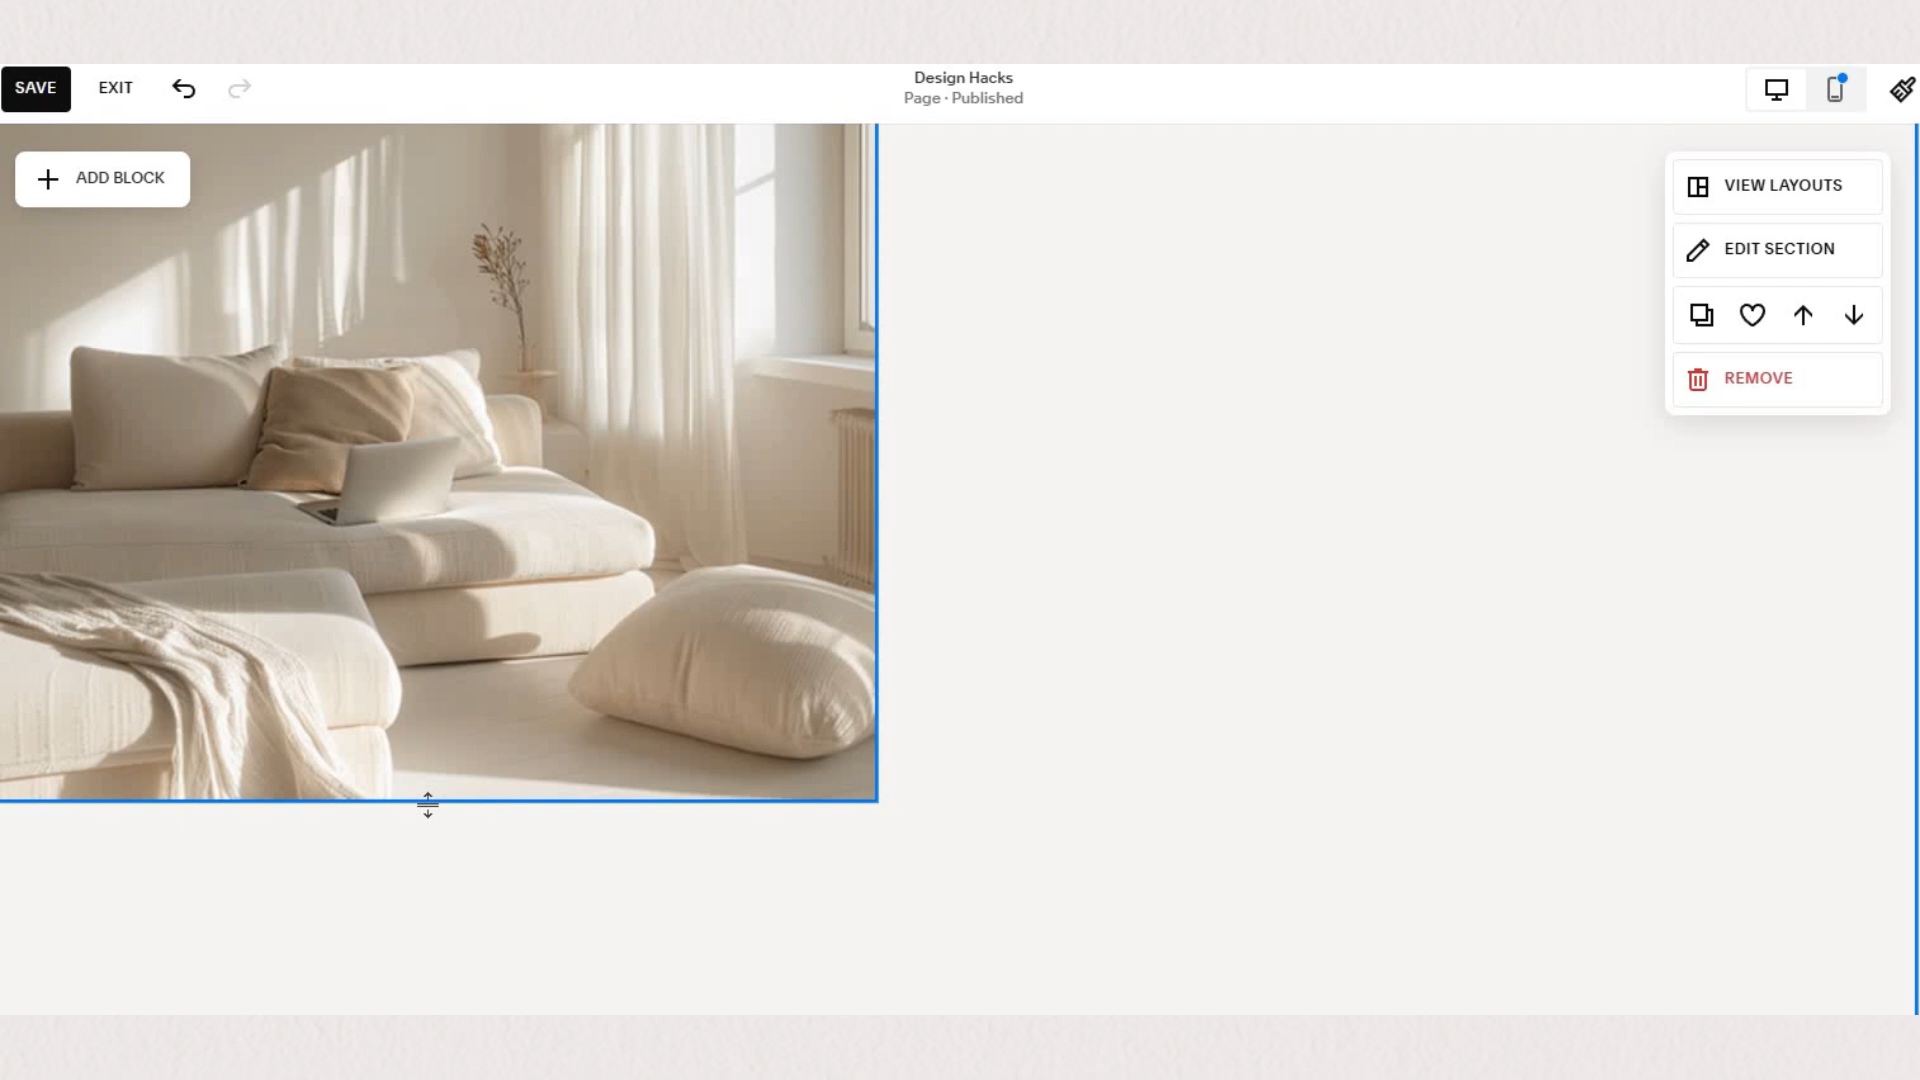 SAVE
EXIT
Design Hacks
Page · Published
ADD BLOCK
VIEW LAYOUTS
EDIT SECTION
REMOVE